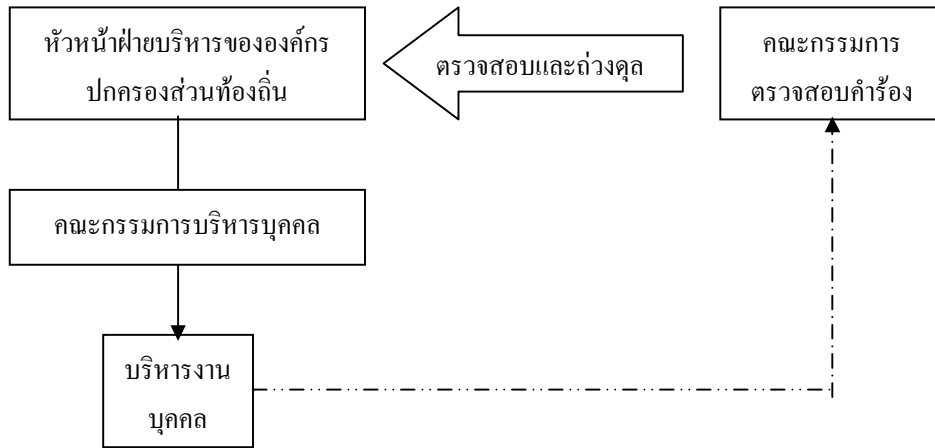 หัวหน้าฝ่ายบริหารขององค์กร
ปกครองส่วนท้องถิ่น
ตรวจสอบและถ่วงดุล
คณะกรรมการ
ตรวจสอบคำร้อง
คณะกรรมการบริหารบุคคล
บริหารงาน
บุคคล